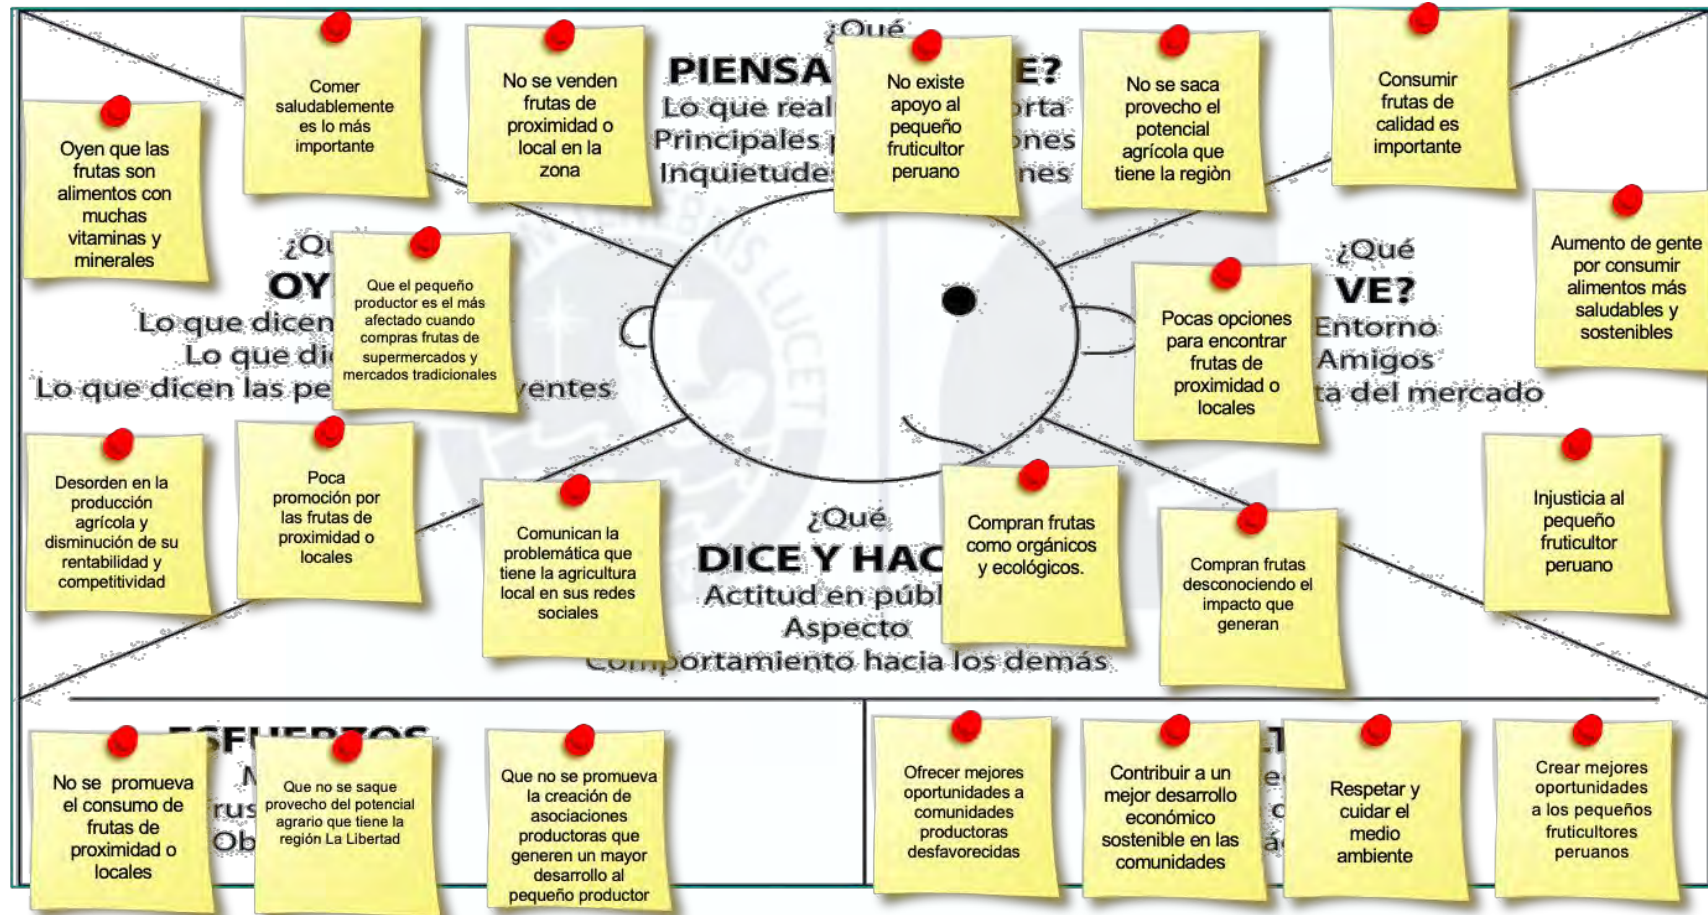 ¿Qué
PIENSA
E?
Lo que real
orta
Principales
ones
Inquietude
nes
Comer
saludablemente
es lo más
importante
No se venden
frutas de
proximidad o
local en la
zona
No existe
apoyo al
pequeño
fruticultor
peruano
No se saca
provecho el
potencial
agrícola que
tiene la regiòn
Consumir
frutas de
calidad es
importante
Oyen que las
frutas son
alimentos con
muchas
vitaminas y
minerales
¿Qu
OY
Lo que dicen
Lo que di
Lo que dicen las pe
yentes
Que el pequeño
productor es el más
afectado cuando
compras frutas de
supermercados y
mercados tradicionales
LUCET
¿Qué
VE?
Entorno
Amigos
ta del mercado
Pocas opciones
para encontrar
frutas de
proximidad o
locales
Aumento de gente
por consumir
alimentos más
saludables y
sostenibles
Desorden en la
producción
agrícola y
disminución de su
rentabilidad y
competitividad
Poca
promoción por
las frutas de
proximidad o
locales
Comunican la
problemática que
tiene la agricultura
local en sus redes
sociales
¿Qué
DICE Y HAC
Actitud en públ
Aspecto
Comportamiento hacia los demás
Compran frutas
como orgánicos
y ecológicos.
Compran frutas
desconociendo el
impacto que
generan
Injusticia al
pequeño
fruticultor
peruano
ESFUERZOS
M
rus
Ob
No se promueva
el consumo de
frutas de
proximidad o
locales
Que no se saque
provecho del potencial
agrario que tiene la
región La Libertad
Que no se promueva
la creación de
asociaciones
productoras que
generen un mayor
desarrollo al
pequeño productor
Ofrecer mejores
oportunidades a
comunidades
productoras
desfavorecidas
Contribuir a un
mejor desarrollo
económico
sostenible en las
comunidades
Respetar y
cuidar el
medio
ambiente
Crear mejores
oportunidades
a los pequeños
fruticultores
peruanos